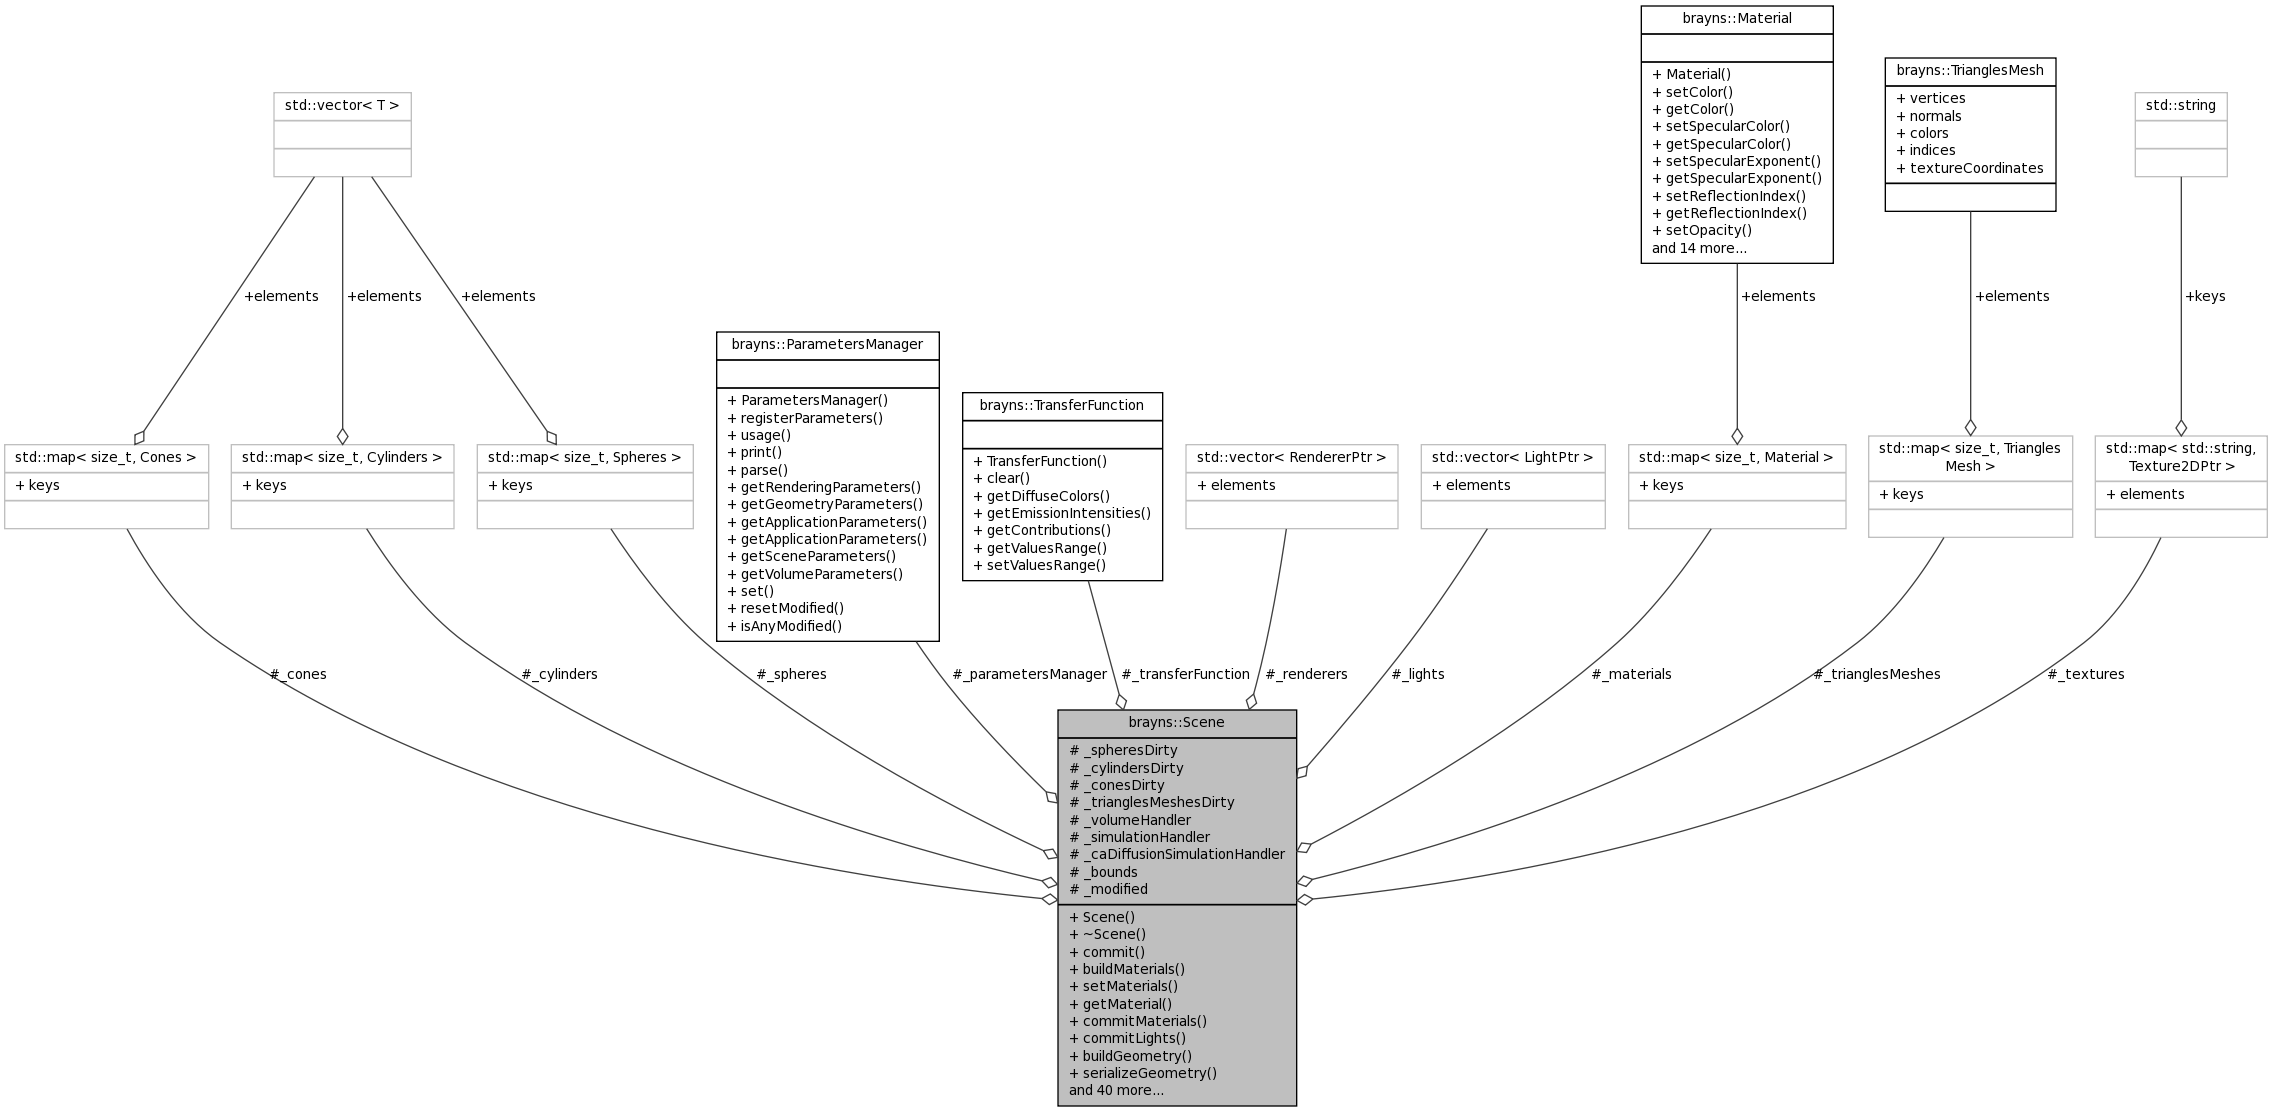 brayns::Material
+ Material()
+ setColor()
+ getColor()
+ setSpecularColor()
+ getSpecularColor()
+ setSpecularExponent()
+ getSpecularExponent()
+ setReflectionIndex()
+ getReflectionIndex()
+ setOpacity()
and 14 more...
brayns::TrianglesMesh
+ vertices
+ normals
+ colors
+ indices
+ textureCoordinates
std::vector< T >
std::string
+elements
+elements
+elements
+elements
+elements
+keys
std::map< size_t, Cones >
+ keys
std::map< size_t, Cylinders >
+ keys
std::map< size_t, Spheres >
+ keys
brayns::ParametersManager
+ ParametersManager()
+ registerParameters()
+ usage()
+ print()
+ parse()
+ getRenderingParameters()
+ getGeometryParameters()
+ getApplicationParameters()
+ getApplicationParameters()
+ getSceneParameters()
+ getVolumeParameters()
+ set()
+ resetModified()
+ isAnyModified()
brayns::TransferFunction
+ TransferFunction()
+ clear()
+ getDiffuseColors()
+ getEmissionIntensities()
+ getContributions()
+ getValuesRange()
+ setValuesRange()
std::vector< RendererPtr >
+ elements
std::vector< LightPtr >
+ elements
std::map< size_t, Material >
+ keys
std::map< size_t, Triangles
Mesh >
+ keys
std::map< std::string,
Texture2DPtr >
+ elements
#_cones
#_cylinders
#_spheres
#_parametersManager
#_transferFunction
#_renderers
#_lights
#_materials
#_trianglesMeshes
#_textures
brayns::Scene
# _spheresDirty
# _cylindersDirty
# _conesDirty
# _trianglesMeshesDirty
# _volumeHandler
# _simulationHandler
# _caDiffusionSimulationHandler
# _bounds
# _modified
+ Scene()
+ ~Scene()
+ commit()
+ buildMaterials()
+ setMaterials()
+ getMaterial()
+ commitMaterials()
+ commitLights()
+ buildGeometry()
+ serializeGeometry()
and 40 more...